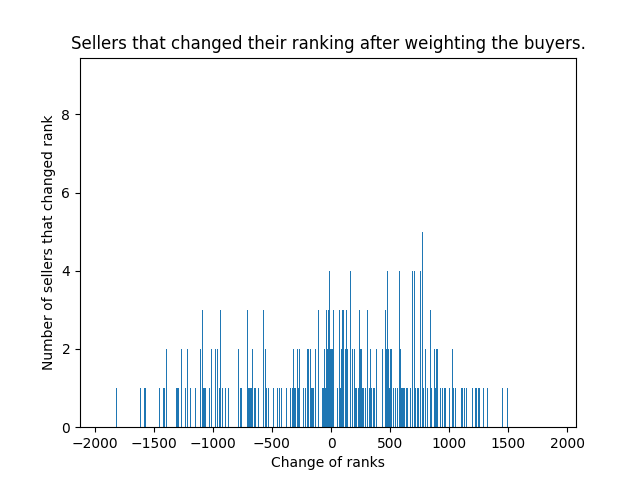 Sellers that changed their ranking after weighting the buyers.
Number of sellers that changed rank
8
6
4
2
0
−2000 −1500 −1000 −500 0 500 1000 1500 2000
Change of ranks